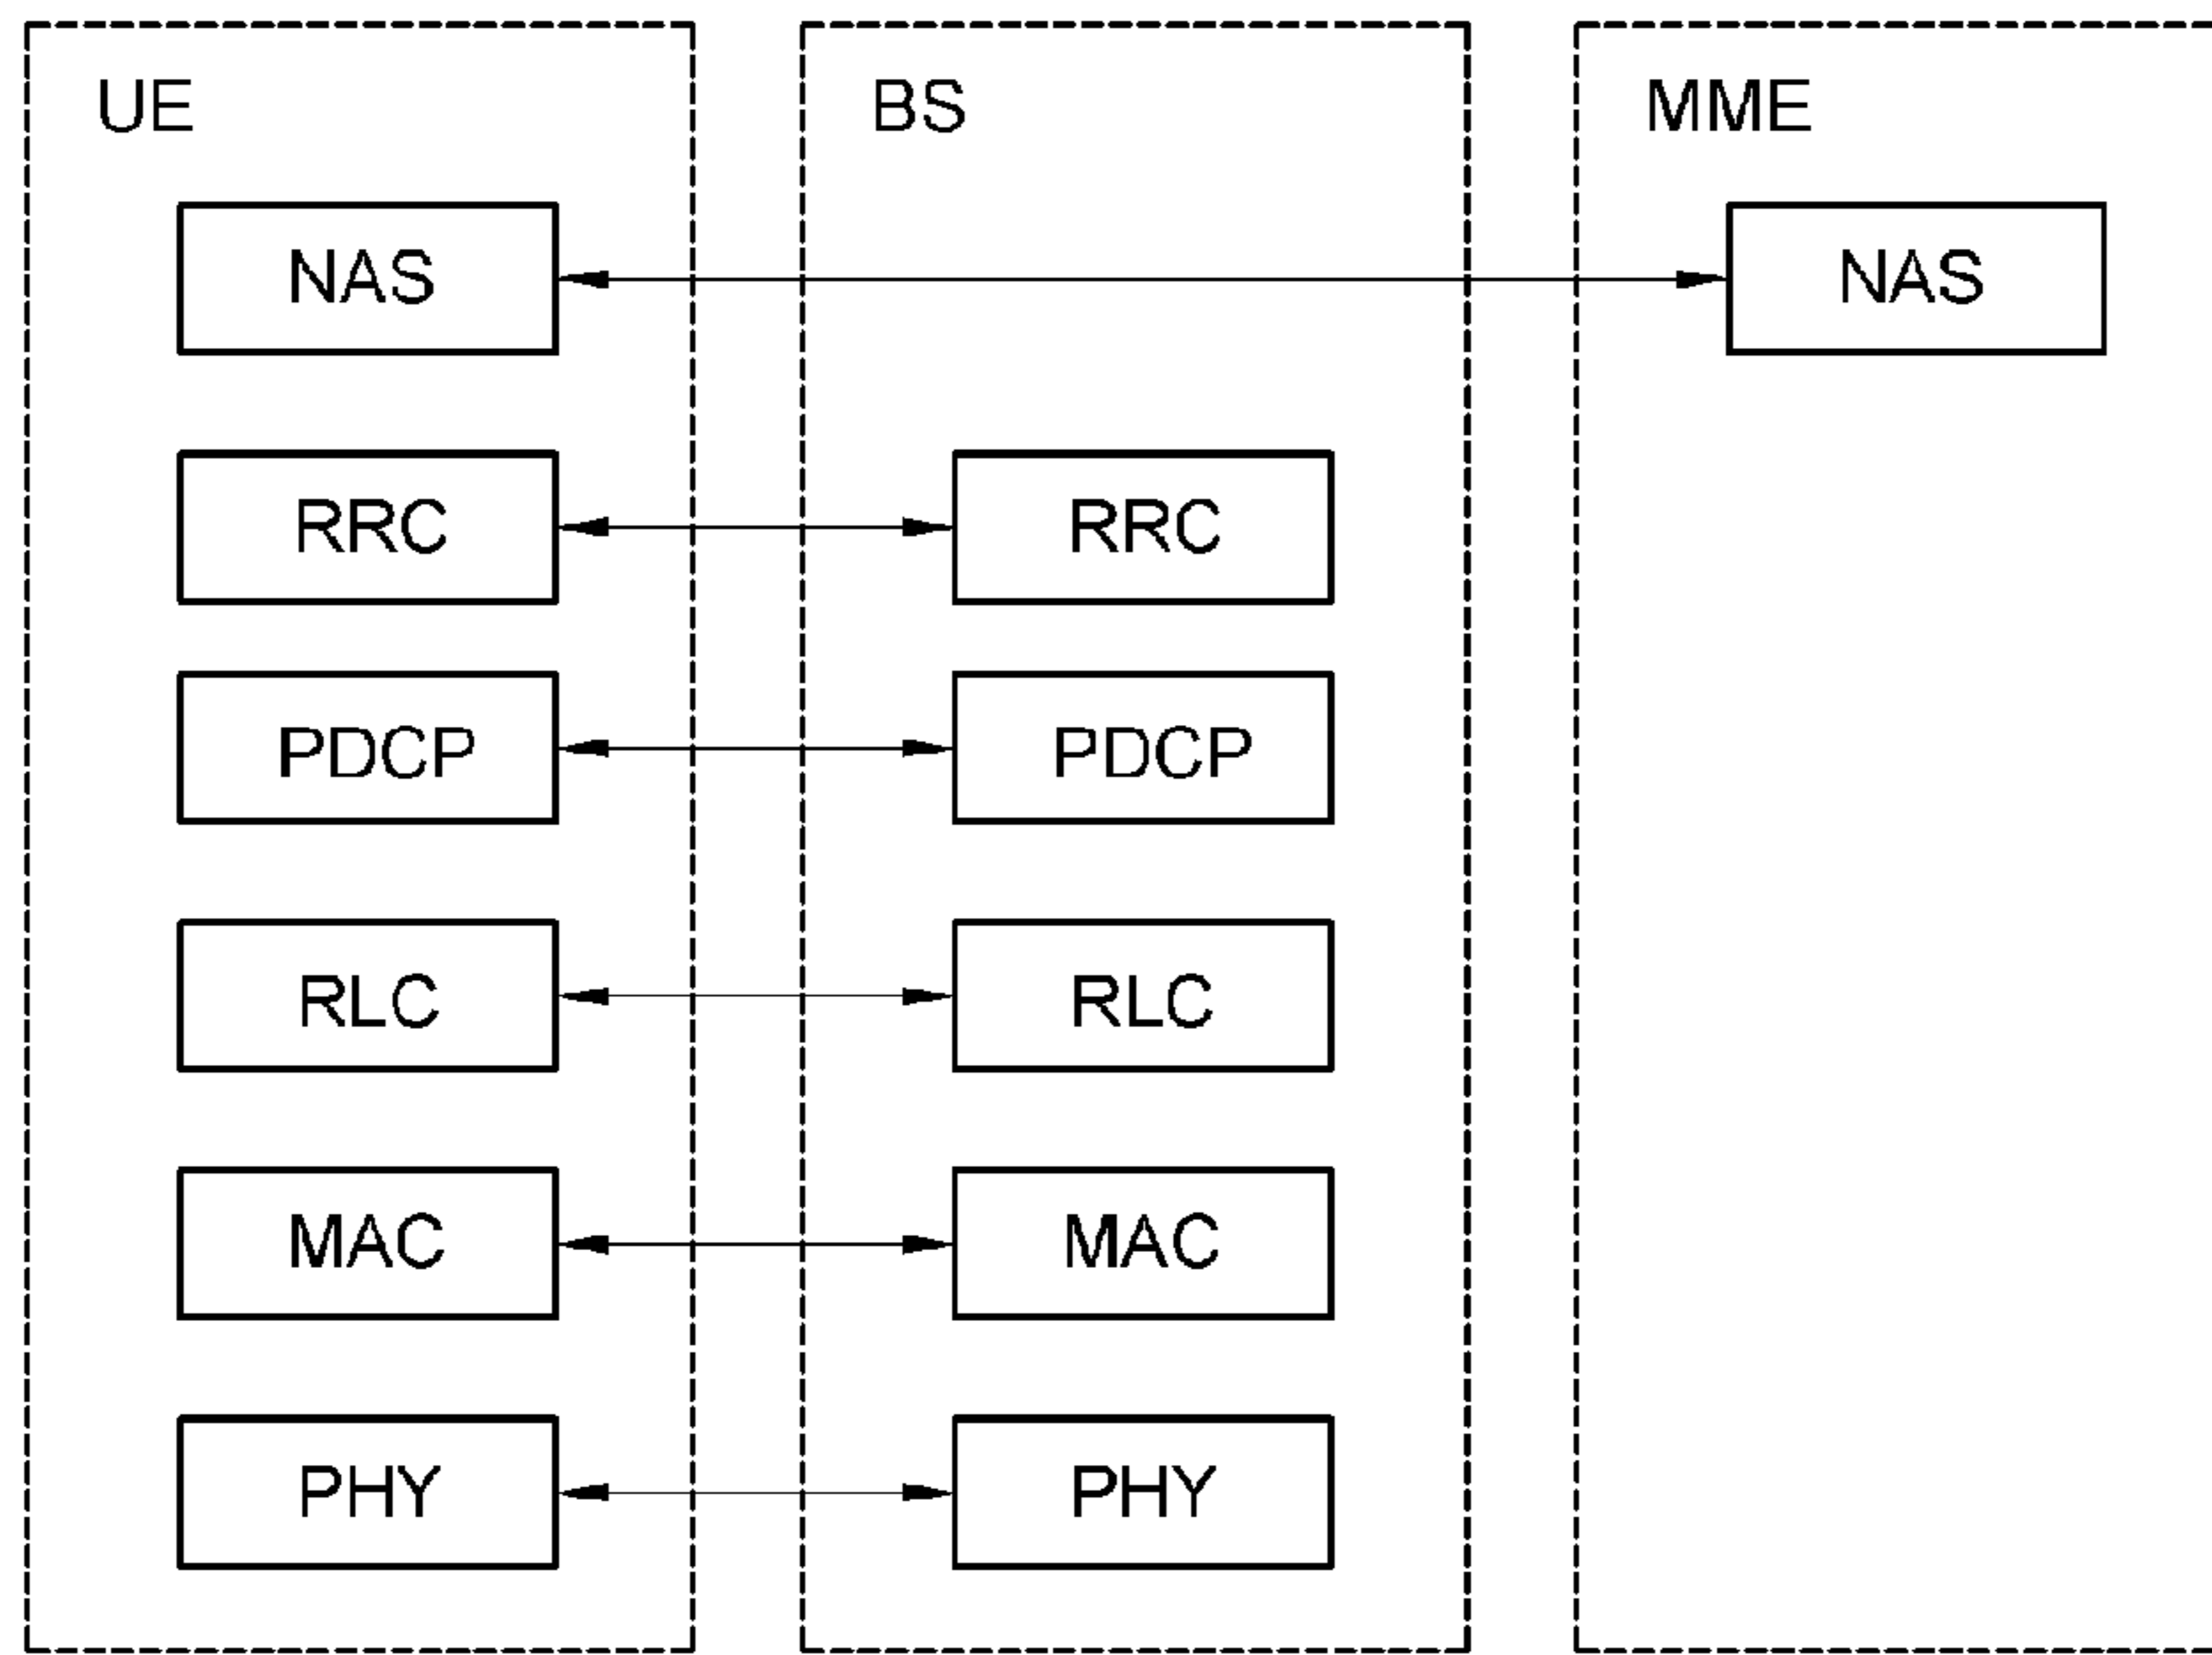 UE BS MME
NAS NAS
RRC RRC
PDCP PDCP
RLC RLC
MAC MAC
PHY PHY